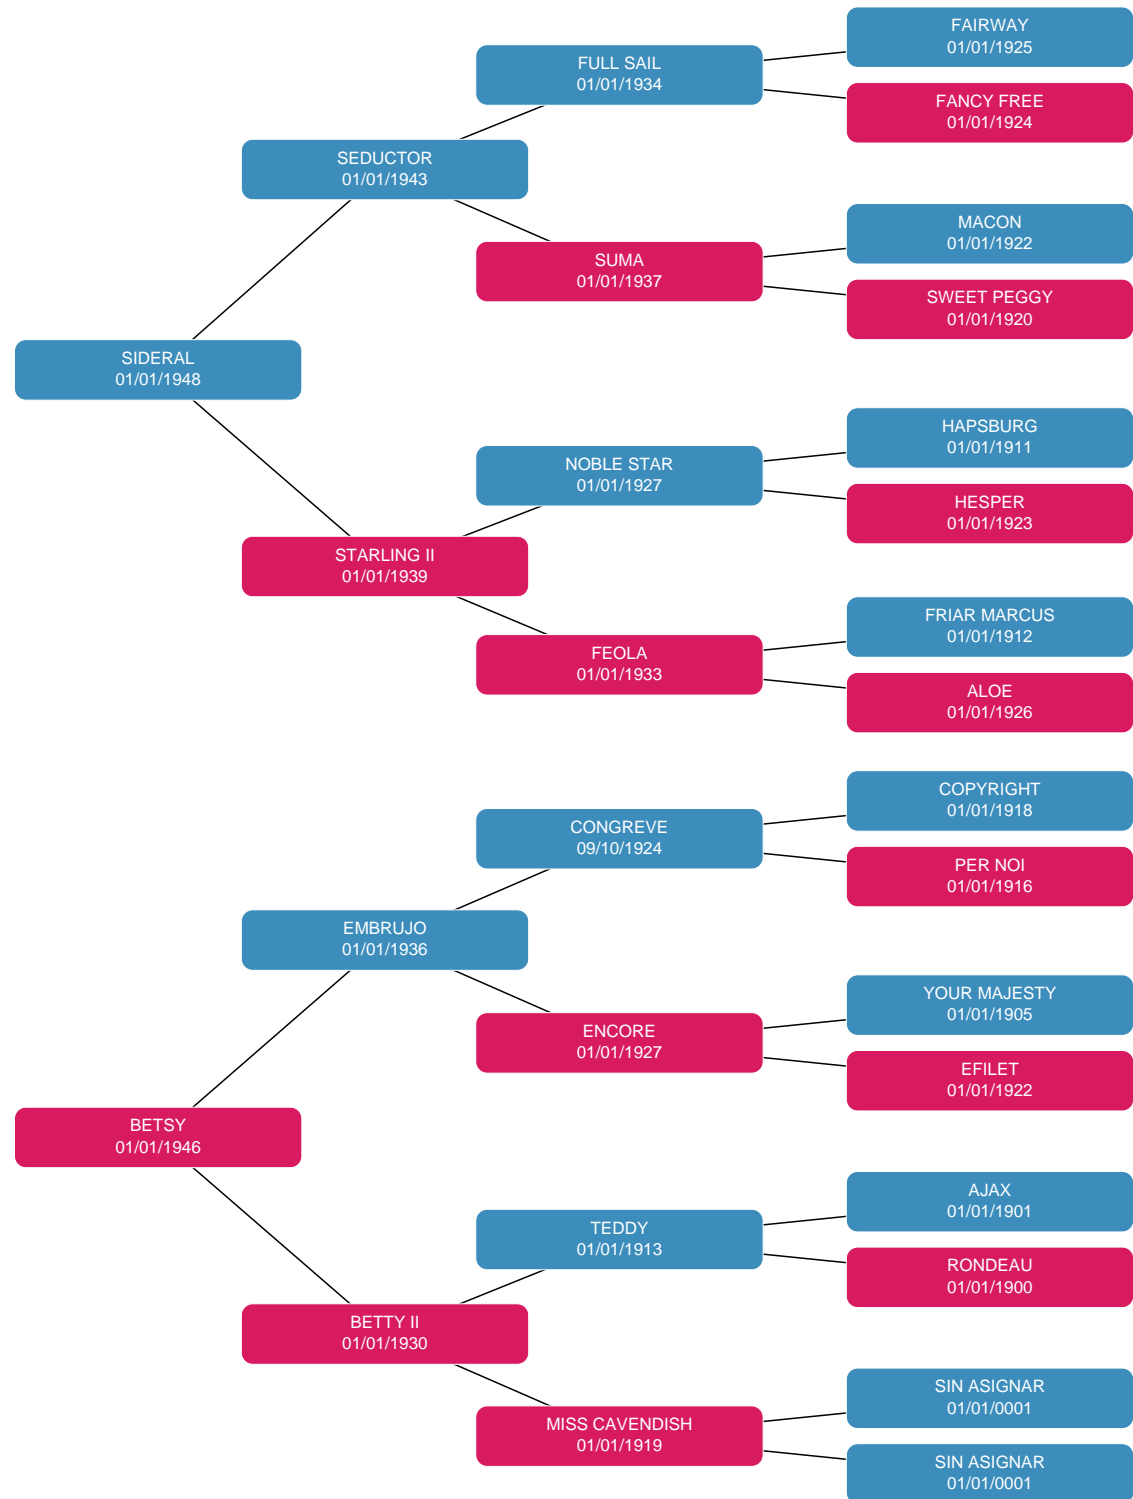 FAIRWAY
01/01/1925
FULL SAIL
01/01/1934
FANCY FREE
01/01/1924
SEDUCTOR
01/01/1943
MACON
01/01/1922
SUMA
01/01/1937
SWEET PEGGY
01/01/1920
SIDERAL
01/01/1948
HAPSBURG
01/01/1911
NOBLE STAR
01/01/1927
HESPER
01/01/1923
STARLING II
01/01/1939
FRIAR MARCUS
01/01/1912
FEOLA
01/01/1933
ALOE
01/01/1926
COPYRIGHT
01/01/1918
CONGREVE
09/10/1924
PER NOI
01/01/1916
EMBRUJO
01/01/1936
YOUR MAJESTY
01/01/1905
ENCORE
01/01/1927
EFILET
01/01/1922
BETSY
01/01/1946
AJAX
01/01/1901
TEDDY
01/01/1913
RONDEAU
01/01/1900
BETTY II
01/01/1930
SIN ASIGNAR
01/01/0001
MISS CAVENDISH
01/01/1919
SIN ASIGNAR
01/01/0001